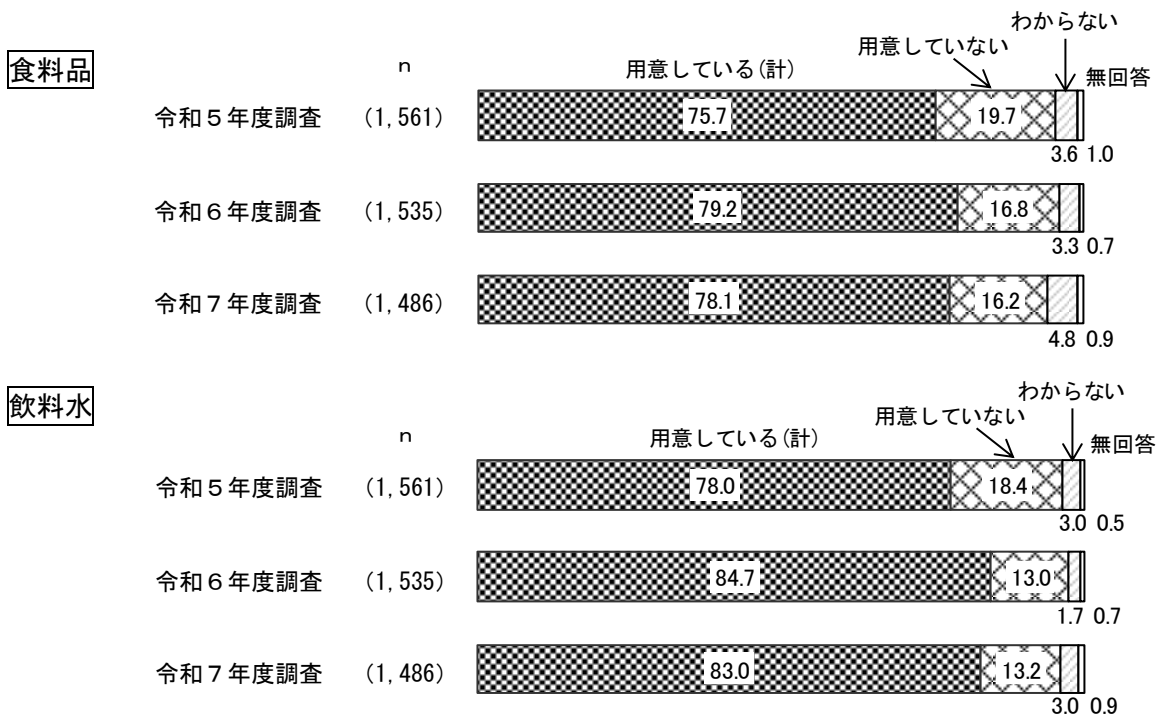 わからない
用意していない
食料品 n 用意している(計) 無回答
令和5年度調査 (1,561) 75.7 19.7
3.6 1.0
令和6年度調査 (1,535) 79.2 16.8
3.3 0.7
令和7年度調査 (1,486) 78.1 16.2
4.8 0.9
わからない
飲料水 用意していない
n 用意している(計) 無回答
令和5年度調査 (1,561) 78.0 18.4
3.0 0.5
令和6年度調査 (1,535) 84.7 13.0
1.7 0.7
令和7年度調査 (1,486) 83.0 13.2
3.0 0.9